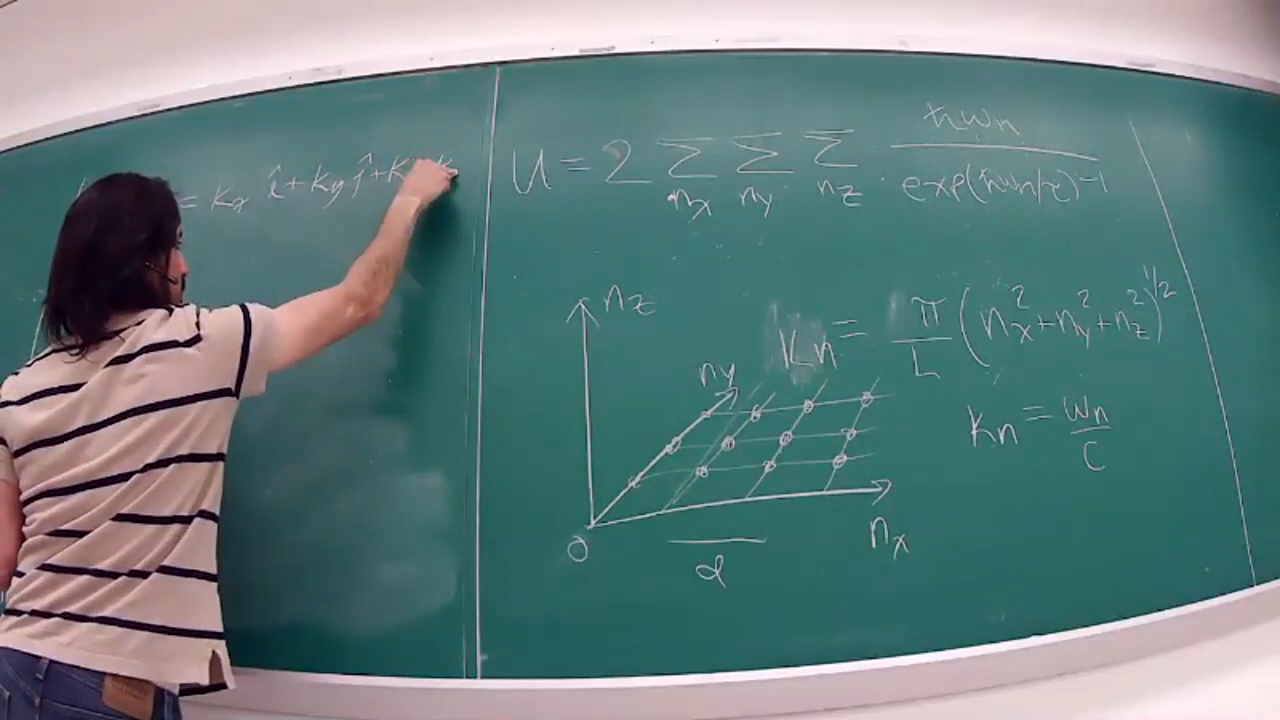 = kx î + ky ĵ + k
U = 2 Σ Σ Σ ħωn
nx ny nz exp(ħωn/τ) - 1
nz
kn = π/L (nx² + ny² + nz²)^1/2
ny
kn = ωn/c
nx
0
α